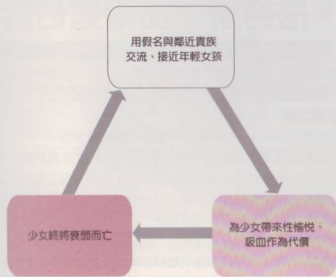 用假名與鄰近貴族
交流、接近年輕女孩
為少女帶來性愉悅、
吸血作為代價
少女終將衰弱而亡